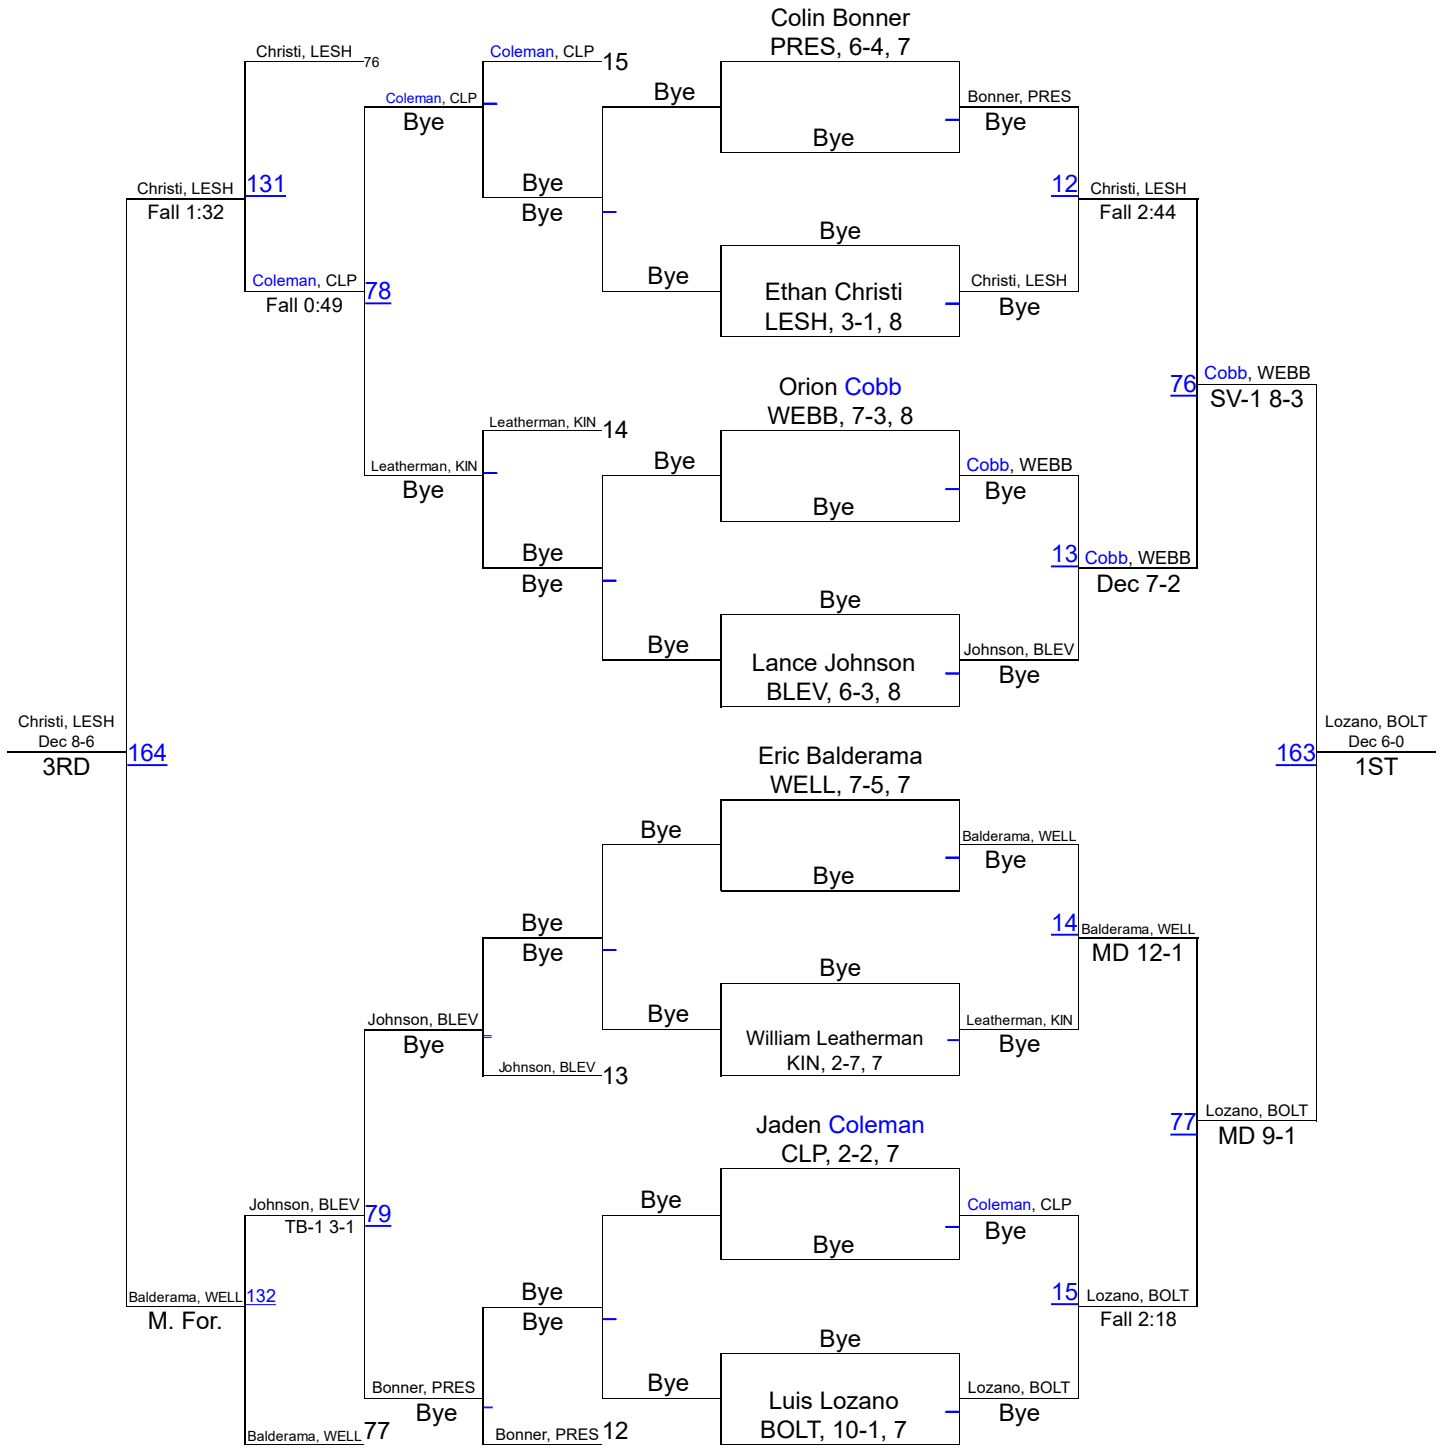 Colin Bonner
PRES, 6-4, 7
Christi, LESH
76
Coleman, CLP
15
Coleman, CLP
Bye
Bye
Bonner, PRES
Bye
Bye
Christi, LESH
Fall 1:32
131
Bye
Bye
12
Christi, LESH
Fall 2:44
Bye
Coleman, CLP
Fall 0:49
78
Bye
Ethan Christi
LESH, 3-1, 8
Christi, LESH
Bye
Orion Cobb
WEBB, 7-3, 8
76
Cobb, WEBB
SV-1 8-3
Leatherman, KIN
14
Leatherman, KIN
Bye
Bye
Cobb, WEBB
Bye
Bye
Bye
Bye
13
Cobb, WEBB
Dec 7-2
Bye
Bye
Lance Johnson
BLEV, 6-3, 8
Johnson, BLEV
Bye
Christi, LESH
Dec 8-6
3RD
164
Eric Balderama
WELL, 7-5, 7
163
Lozano, BOLT
Dec 6-0
1ST
Bye
Balderama, WELL
Bye
Bye
Bye
Bye
14
Balderama, WELL
MD 12-1
Bye
Johnson, BLEV
Bye
Bye
William Leatherman
KIN, 2-7, 7
Leatherman, KIN
Bye
Johnson, BLEV
13
Jaden Coleman
CLP, 2-2, 7
77
Lozano, BOLT
MD 9-1
Johnson, BLEV
TB-1 3-1
79
Bye
Coleman, CLP
Bye
Bye
Balderama, WELL
M. For.
132
Bye
Bye
15
Lozano, BOLT
Fall 2:18
Bye
Bonner, PRES
Bye
Bye
Luis Lozano
BOLT, 10-1, 7
Lozano, BOLT
Bye
Balderama, WELL
77
Bonner, PRES
12